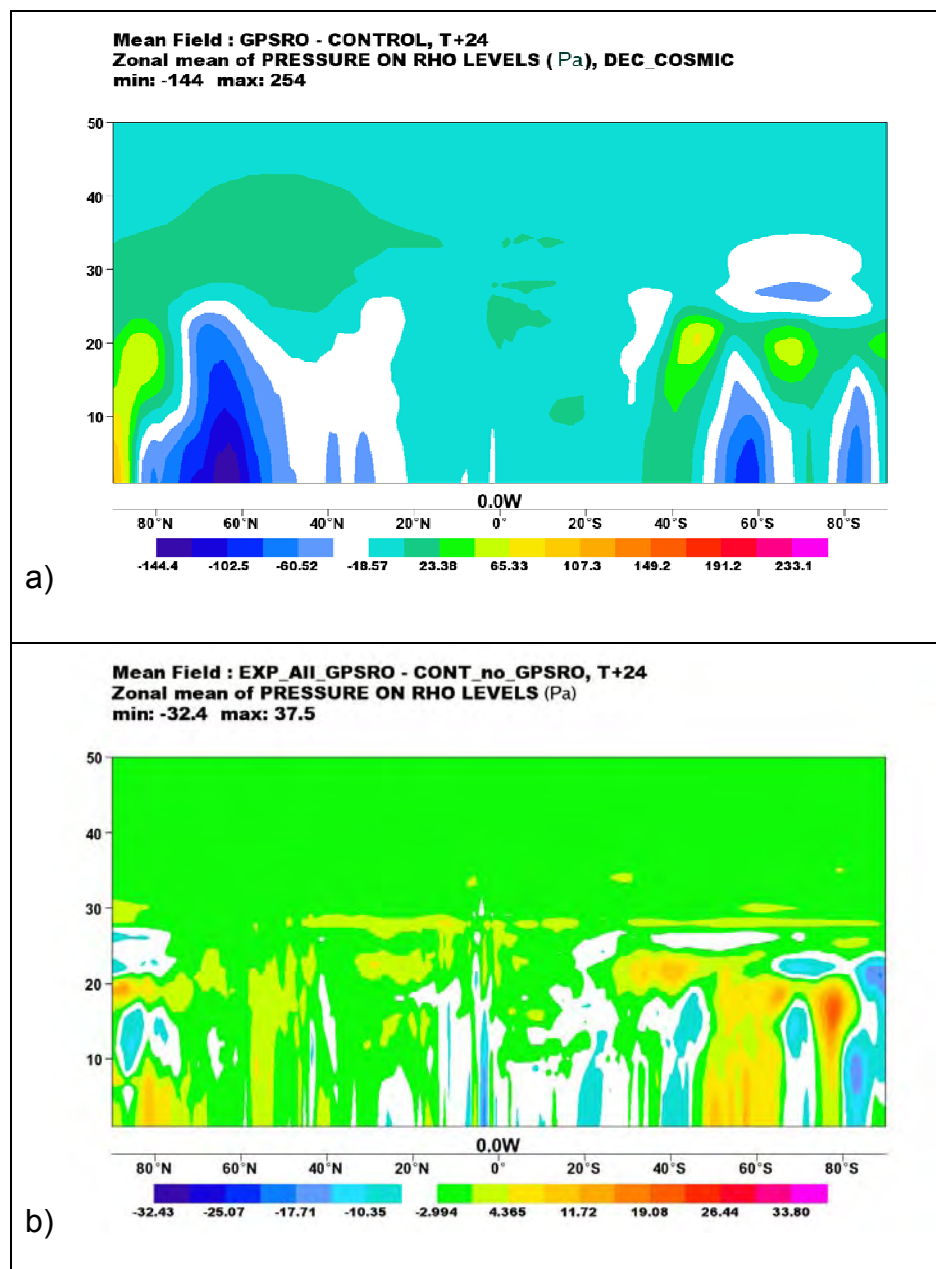 Mean Field : GPSRO - CONTROL, T+24
Zonal mean of PRESSURE ON RHO LEVELS ( Pa), DEC_COSMIC
min: -144 max: 254
50
40
30
20
10
0.0W
80°N 60°N 40°N 20°N 0° 20°S 40°S 60°S 80°S
-144.4 -102.5 -60.52 -18.57 23.38 65.33 107.3 149.2 191.2 233.1
a)
Mean Field : EXP_All_GPSRO - CONT_no_GPSRO, T+24
Zonal mean of PRESSURE ON RHO LEVELS (Pa)
min: -32.4 max: 37.5
50
40
30
20
10
0.0W
80°N 60°N 40°N 20°N 0° 20°S 40°S 60°S 80°S
-32.43 -25.07 -17.71 -10.35 -2.994 4.365 11.72 19.08 26.44 33.80
b)